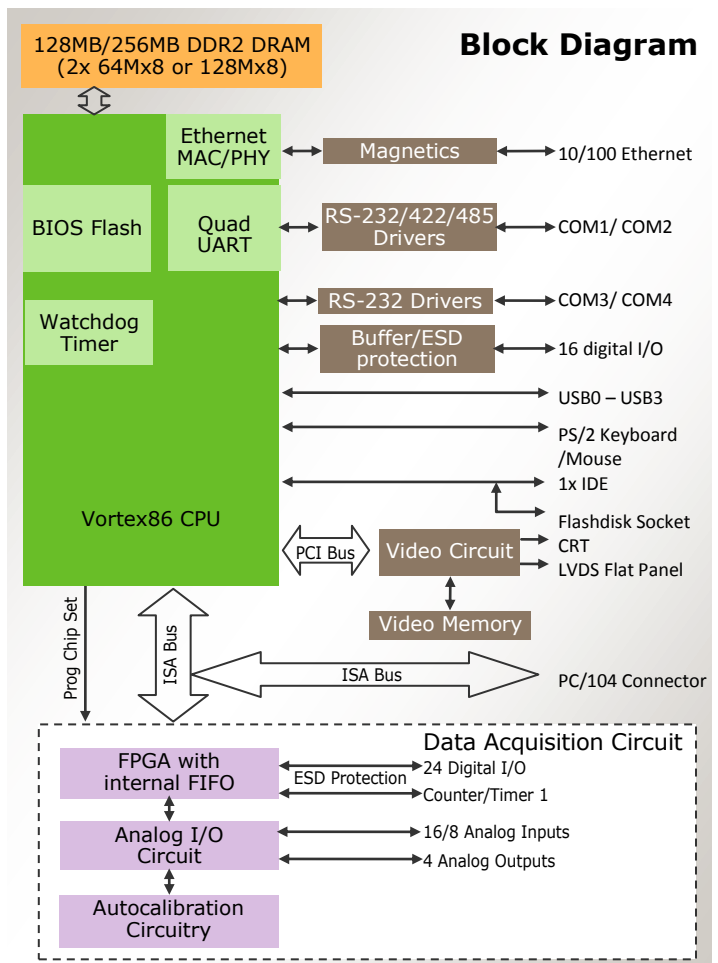 128MB/256MB DDR2 DRAM
(2x 64Mx8 or 128Mx8)
Block Diagram
Ethernet
MAC/PHY
Magnetics
10/100 Ethernet
BIOS Flash
Quad
UART
RS-232/422/485
Drivers
COM1/ COM2
RS-232 Drivers
COM3/ COM4
Watchdog
Timer
Buffer/ESD
protection
16 digital I/O
USB0 – USB3
PS/2 Keyboard
/Mouse
1x IDE
Flashdisk Socket
Vortex86 CPU
PCI Bus
Video Circuit
CRT
LVDS Flat Panel
Video Memory
Prog Chip Set
ISA Bus
ISA Bus
PC/104 Connector
Data Acquisition Circuit
FPGA with
internal FIFO
ESD Protection
24 Digital I/O
Counter/Timer 1
Analog I/O
Circuit
16/8 Analog Inputs
4 Analog Outputs
Autocalibration
Circuitry